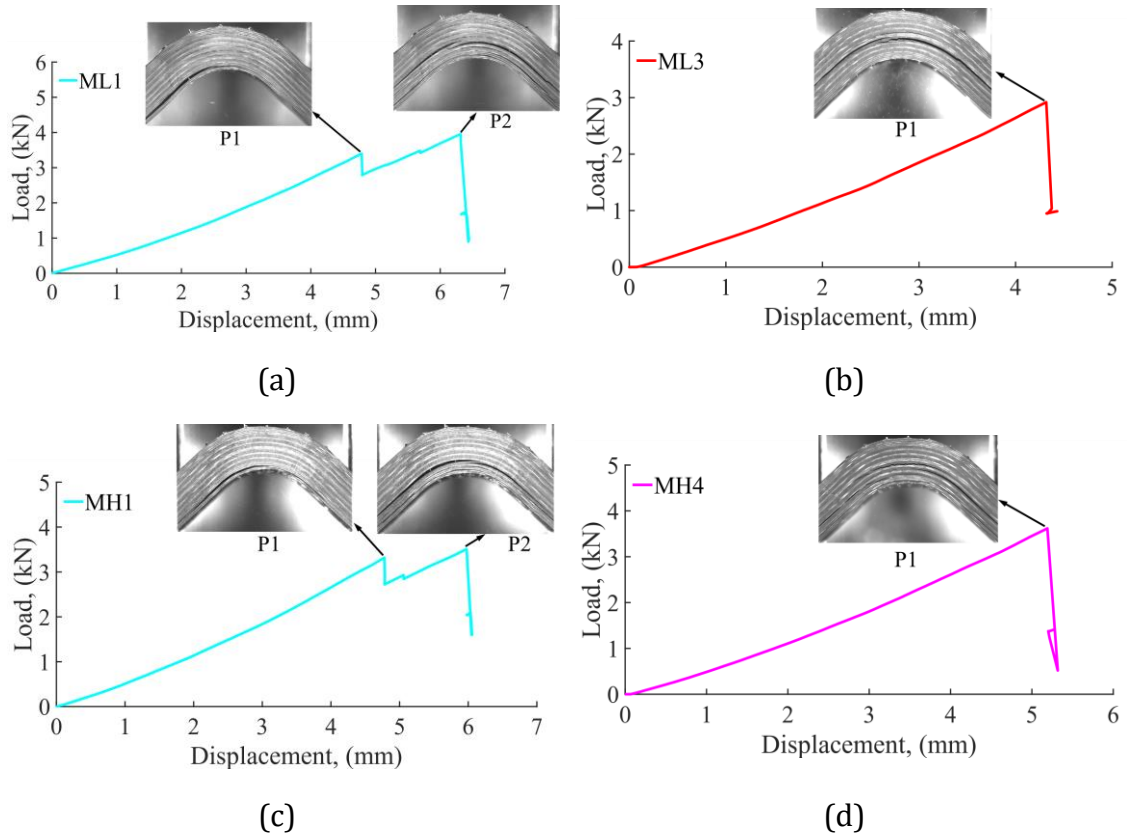 ML1
P1
P2
6
5
4
3
2
1
0
Load, (kN)
0 1 2 3 4 5 6 7
Displacement, (mm)
(a)
ML3
P1
4
3
2
1
0
Load, (kN)
0 1 2 3 4 5
Displacement, (mm)
(b)
MH1
P1
P2
5
4
3
2
1
0
Load, (kN)
0 1 2 3 4 5 6 7
Displacement, (mm)
(c)
MH4
P1
5
4
3
2
1
0
Load, (kN)
0 1 2 3 4 5 6
Displacement, (mm)
(d)